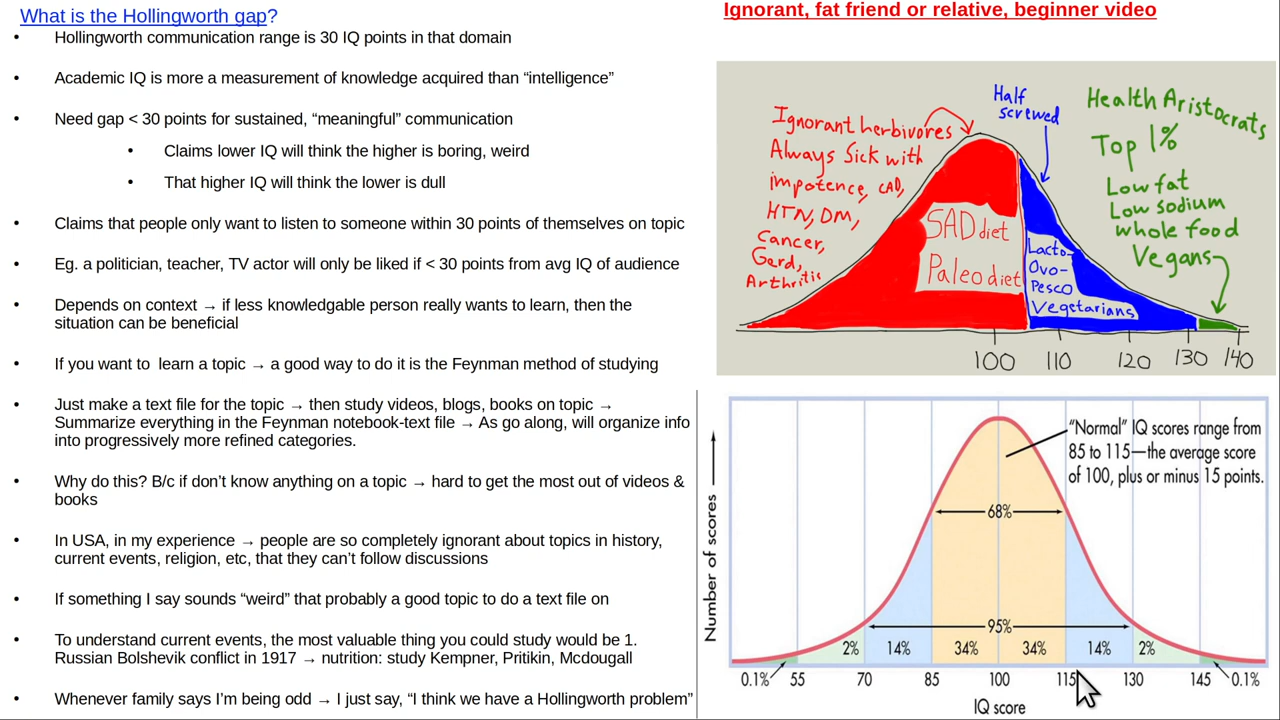 What is the Hollingworth gap?
• Hollingworth communication range is 30 IQ points in that domain
• Academic IQ is more a measurement of knowledge acquired than “intelligence”
• Need gap < 30 points for sustained, “meaningful” communication
• Claims lower IQ will think the higher is boring, weird
• That higher IQ will think the lower is dull
• Claims that people only want to listen to someone within 30 points of themselves on topic
• Eg. a politician, teacher, TV actor will only be liked if < 30 points from avg IQ of audience
• Depends on context → if less knowledgable person really wants to learn, then the
situation can be beneficial
• If you want to  learn a topic → a good way to do it is the Feynman method of studying
• Just make a text file for the topic → then study videos, blogs, books on topic →
Summarize everything in the Feynman notebook-text file → As go along, will organize info
into progressively more refined categories.
• Why do this? B/c if don’t know anything on a topic → hard to get the most out of videos &
books
• In USA, in my experience → people are so completely ignorant about topics in history,
current events, religion, etc, that they can’t follow discussions
• If something I say sounds “weird” that probably a good topic to do a text file on
• To understand current events, the most valuable thing you could study would be 1.
Russian Bolshevik conflict in 1917 → nutrition: study Kempner, Pritikin, Mcdougall
• Whenever family says I’m being odd → I just say, “I think we have a Hollingworth problem”
Ignorant, fat friend or relative, beginner video
Ignorant herbivores
Always Sick with
impotence, CAD,
HTN, DM,
Cancer,
Gerd,
Arthritis
Half
screwed
Health Aristocrats
Top 1%
Low fat
Low sodium
whole food
Vegans
SAD diet
Paleo diet
Lacto-
Ovo-
Pesco
Vegetarians
100 110 120 130 140
“Normal” IQ scores range from
85 to 115—the average score
of 100, plus or minus 15 points.
Number of scores
68%
95%
2% 14% 34% 34% 14% 2%
0.1% 55 70 85 100 115 130 145 0.1%
IQ score